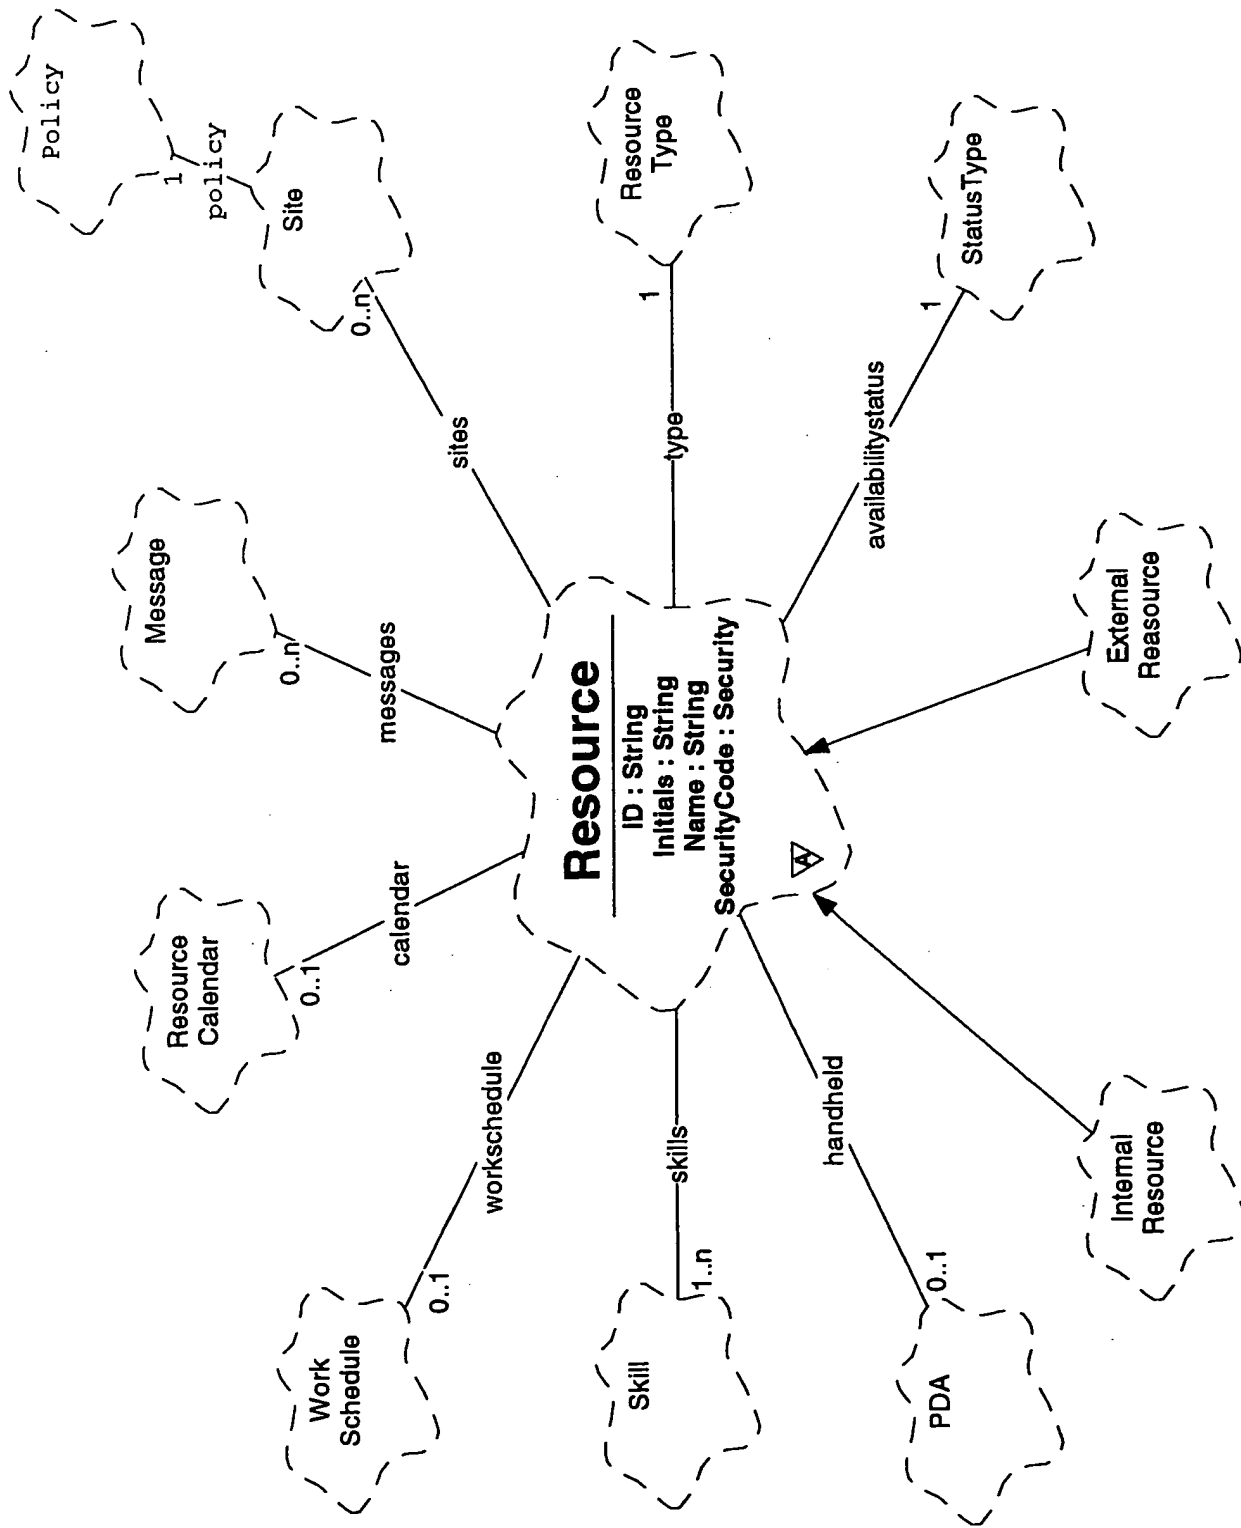 Work
Schedule
0..1
workschedule
Resource
Calendar
0..1
calendar
Message
0..n
messages
Policy
1
policy
Site
0..n
sites
Resource
ID : String
Initials : String
Name : String
SecurityCode : Security
A
Skill
1..n
skills
type
1
Resource
Type
PDA
0..1
handheld
availabilitystatus
1
StatusType
Internal
Resource
External
Reasource